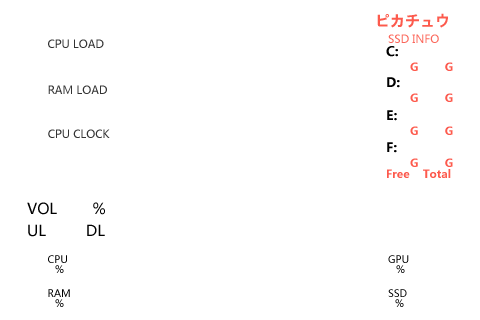 ピカチュウ
SSD INFO
CPU LOAD
C:
G G
RAM LOAD
D:
G G
E:
CPU CLOCK
G G
F:
G G
Free Total
VOL %
UL DL
CPU
%
GPU
%
RAM
%
SSD
%